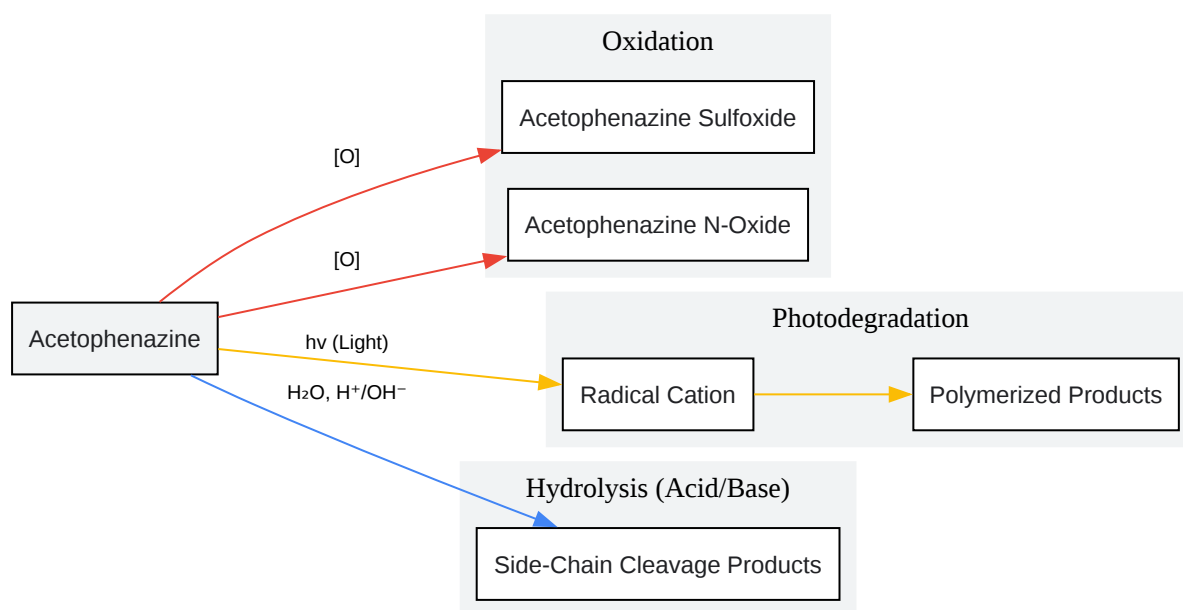 Oxidation
Acetophenazine Sulfoxide
[O]
Acetophenazine N-Oxide
[O]
Acetophenazine
Photodegradation
hv (Light)
Radical Cation
Polymerized Products
H₂O, H⁺/OH⁻
Hydrolysis (Acid/Base)
Side-Chain Cleavage Products